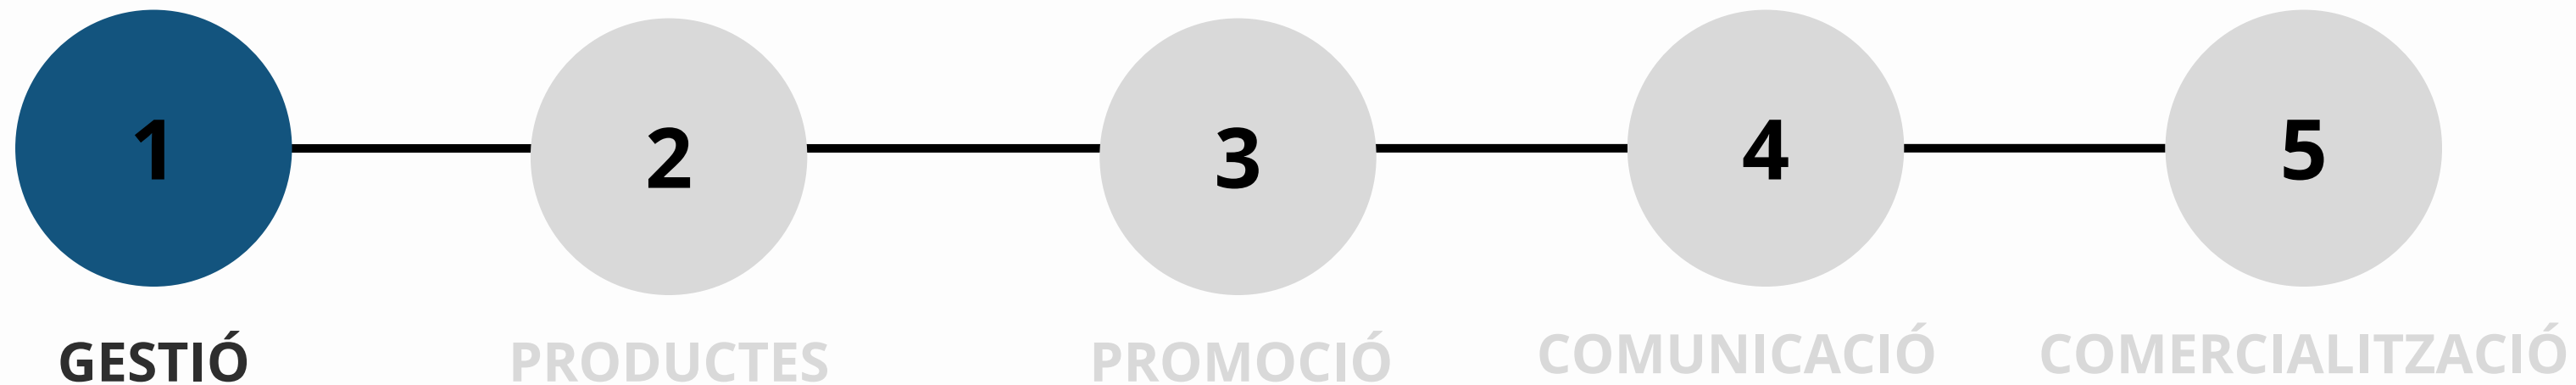 1
2
3
4
5
GESTIÓ
PRODUCTES
PROMOCIÓ
COMUNICACIÓ
COMERCIALITZACIÓ